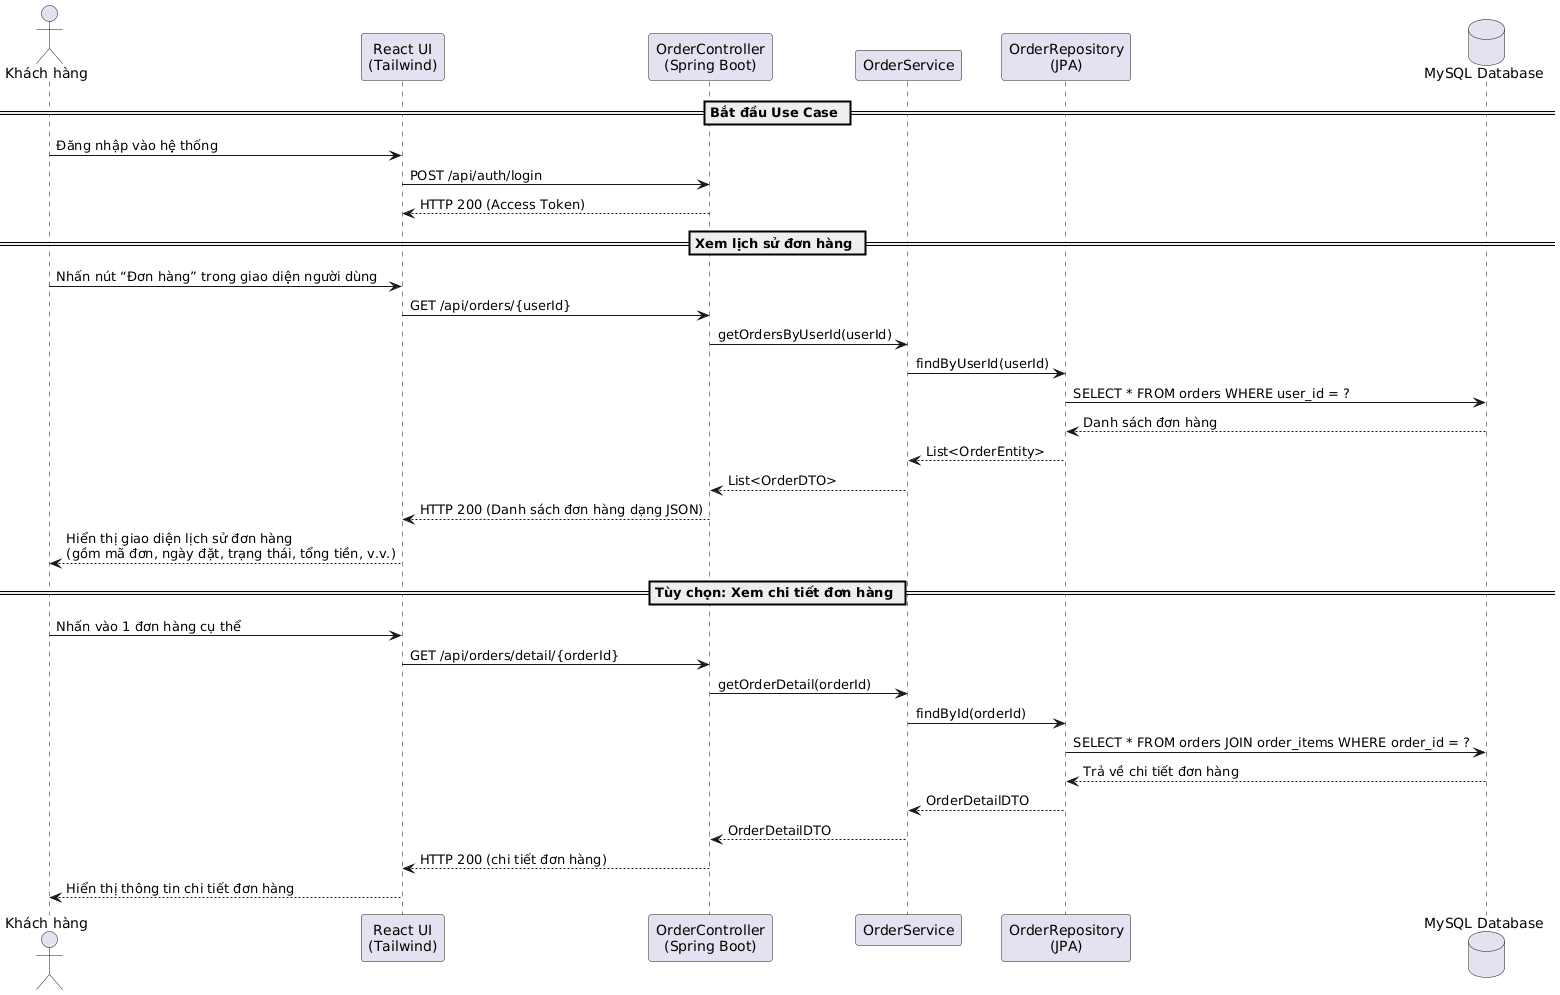 Khách hàng
React UI
(Tailwind)
OrderController
(Spring Boot)
OrderService
OrderRepository
(JPA)
MySQL Database
Bắt đầu Use Case
Đăng nhập vào hệ thống
POST /api/auth/login
HTTP 200 (Access Token)
Xem lịch sử đơn hàng
Nhấn nút “Đơn hàng” trong giao diện người dùng
GET /api/orders/{userId}
getOrdersByUserId(userId)
findByUserId(userId)
SELECT * FROM orders WHERE user_id = ?
Danh sách đơn hàng
List<OrderEntity>
List<OrderDTO>
HTTP 200 (Danh sách đơn hàng dạng JSON)
Hiển thị giao diện lịch sử đơn hàng
(gồm mã đơn, ngày đặt, trạng thái, tổng tiền, v.v.)
Tùy chọn: Xem chi tiết đơn hàng
Nhấn vào 1 đơn hàng cụ thể
GET /api/orders/detail/{orderId}
getOrderDetail(orderId)
findById(orderId)
SELECT * FROM orders JOIN order_items WHERE order_id = ?
Trả về chi tiết đơn hàng
OrderDetailDTO
OrderDetailDTO
HTTP 200 (chi tiết đơn hàng)
Hiển thị thông tin chi tiết đơn hàng
Khách hàng
React UI
(Tailwind)
OrderController
(Spring Boot)
OrderService
OrderRepository
(JPA)
MySQL Database